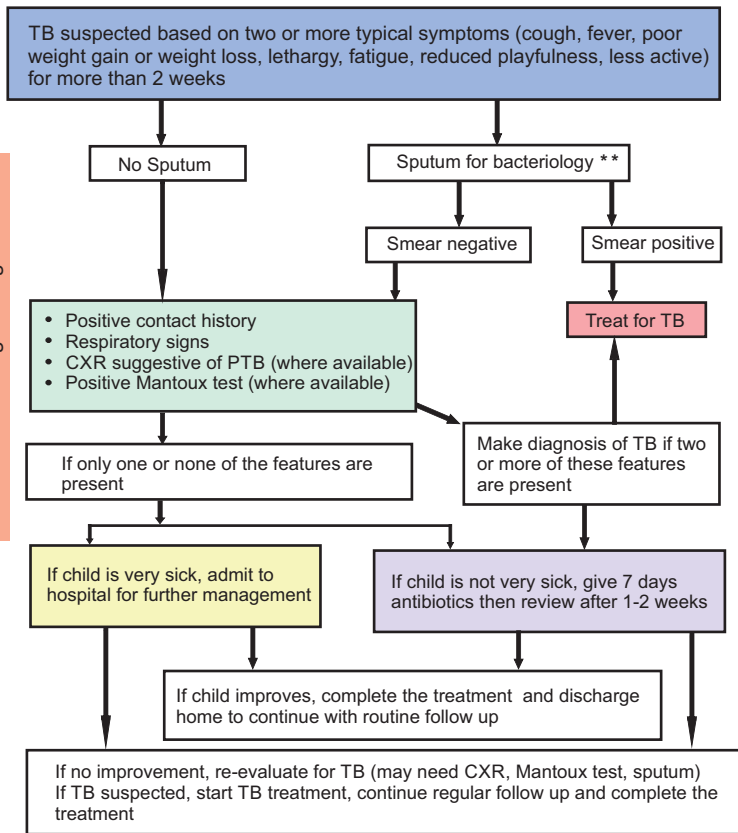 TB suspected based on two or more typical symptoms (cough, fever, poor
weight gain or weight loss, lethargy, fatigue, reduced playfulness, less active)
for more than 2 weeks
No Sputum
Sputum for bacteriology **
Smear negative
Smear positive
• Positive contact history
• Respiratory signs
• CXR suggestive of PTB (where available)
• Positive Mantoux test (where available)
Treat for TB
If only one or none of the features are
present
Make diagnosis of TB if two
or more of these features
are present
If child is very sick, admit to
hospital for further management
If child is not very sick, give 7 days
antibiotics then review after 1-2 weeks
If child improves, complete the treatment and discharge
home to continue with routine follow up
If no improvement, re-evaluate for TB (may need CXR, Mantoux test, sputum)
If TB suspected, start TB treatment, continue regular follow up and complete
the treatment